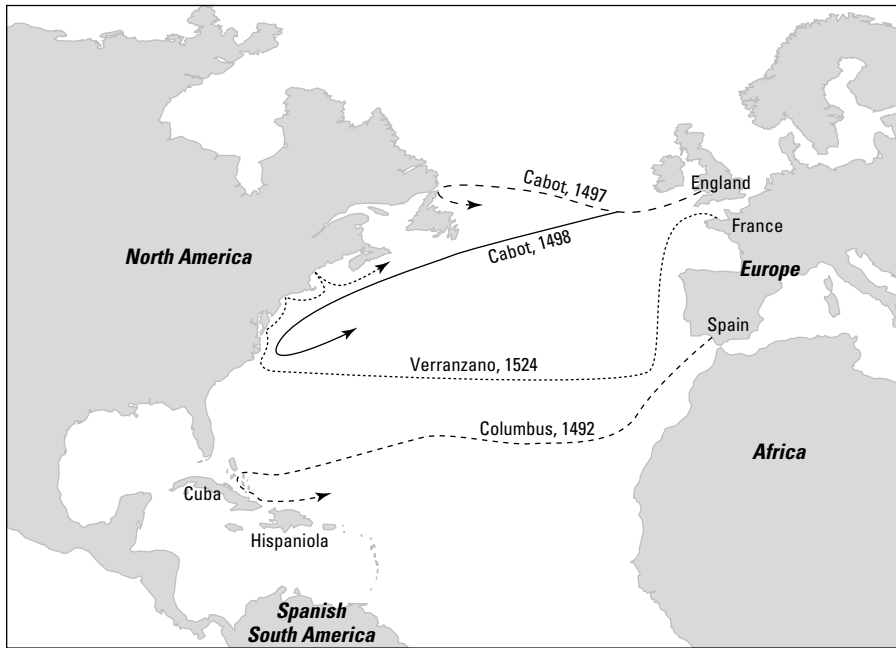 Cabot, 1497
England
France
North America
Cabot, 1498
Europe
Spain
Verranzano, 1524
Columbus, 1492
Africa
Cuba
Hispaniola
Spanish
South America